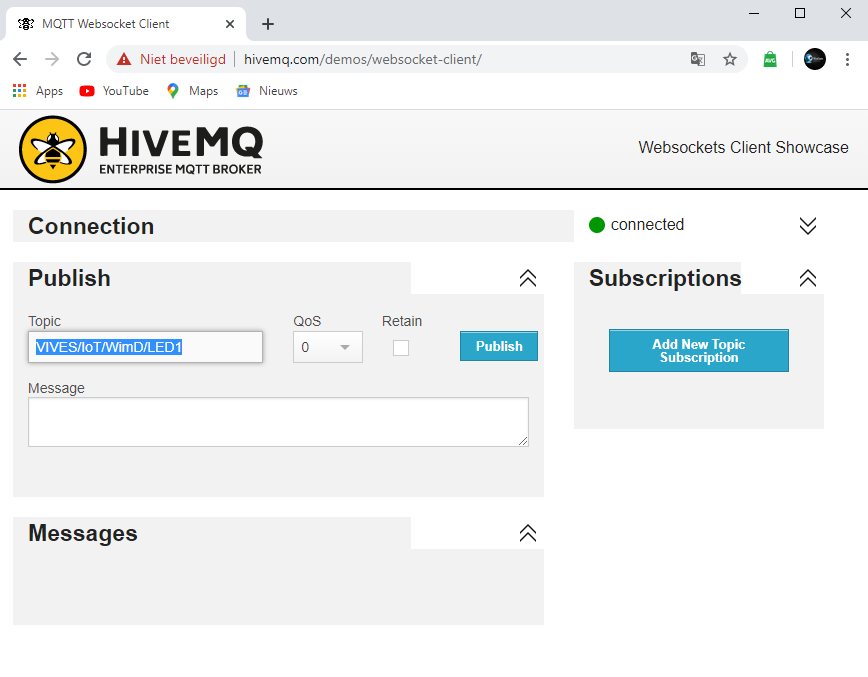 MQTT Websocket Client
Niet beveiligd hivemq.com/demos/websocket-client/
AVG
Apps YouTube Maps Nieuws
HIVEMQ
ENTERPRISE MQTT BROKER
Websockets Client Showcase
Connection
connected
Publish
Topic QoS Retain
VIVES/IoT/WimD/LED1 0 Publish
Message
Subscriptions
Add New Topic
Subscription
Messages